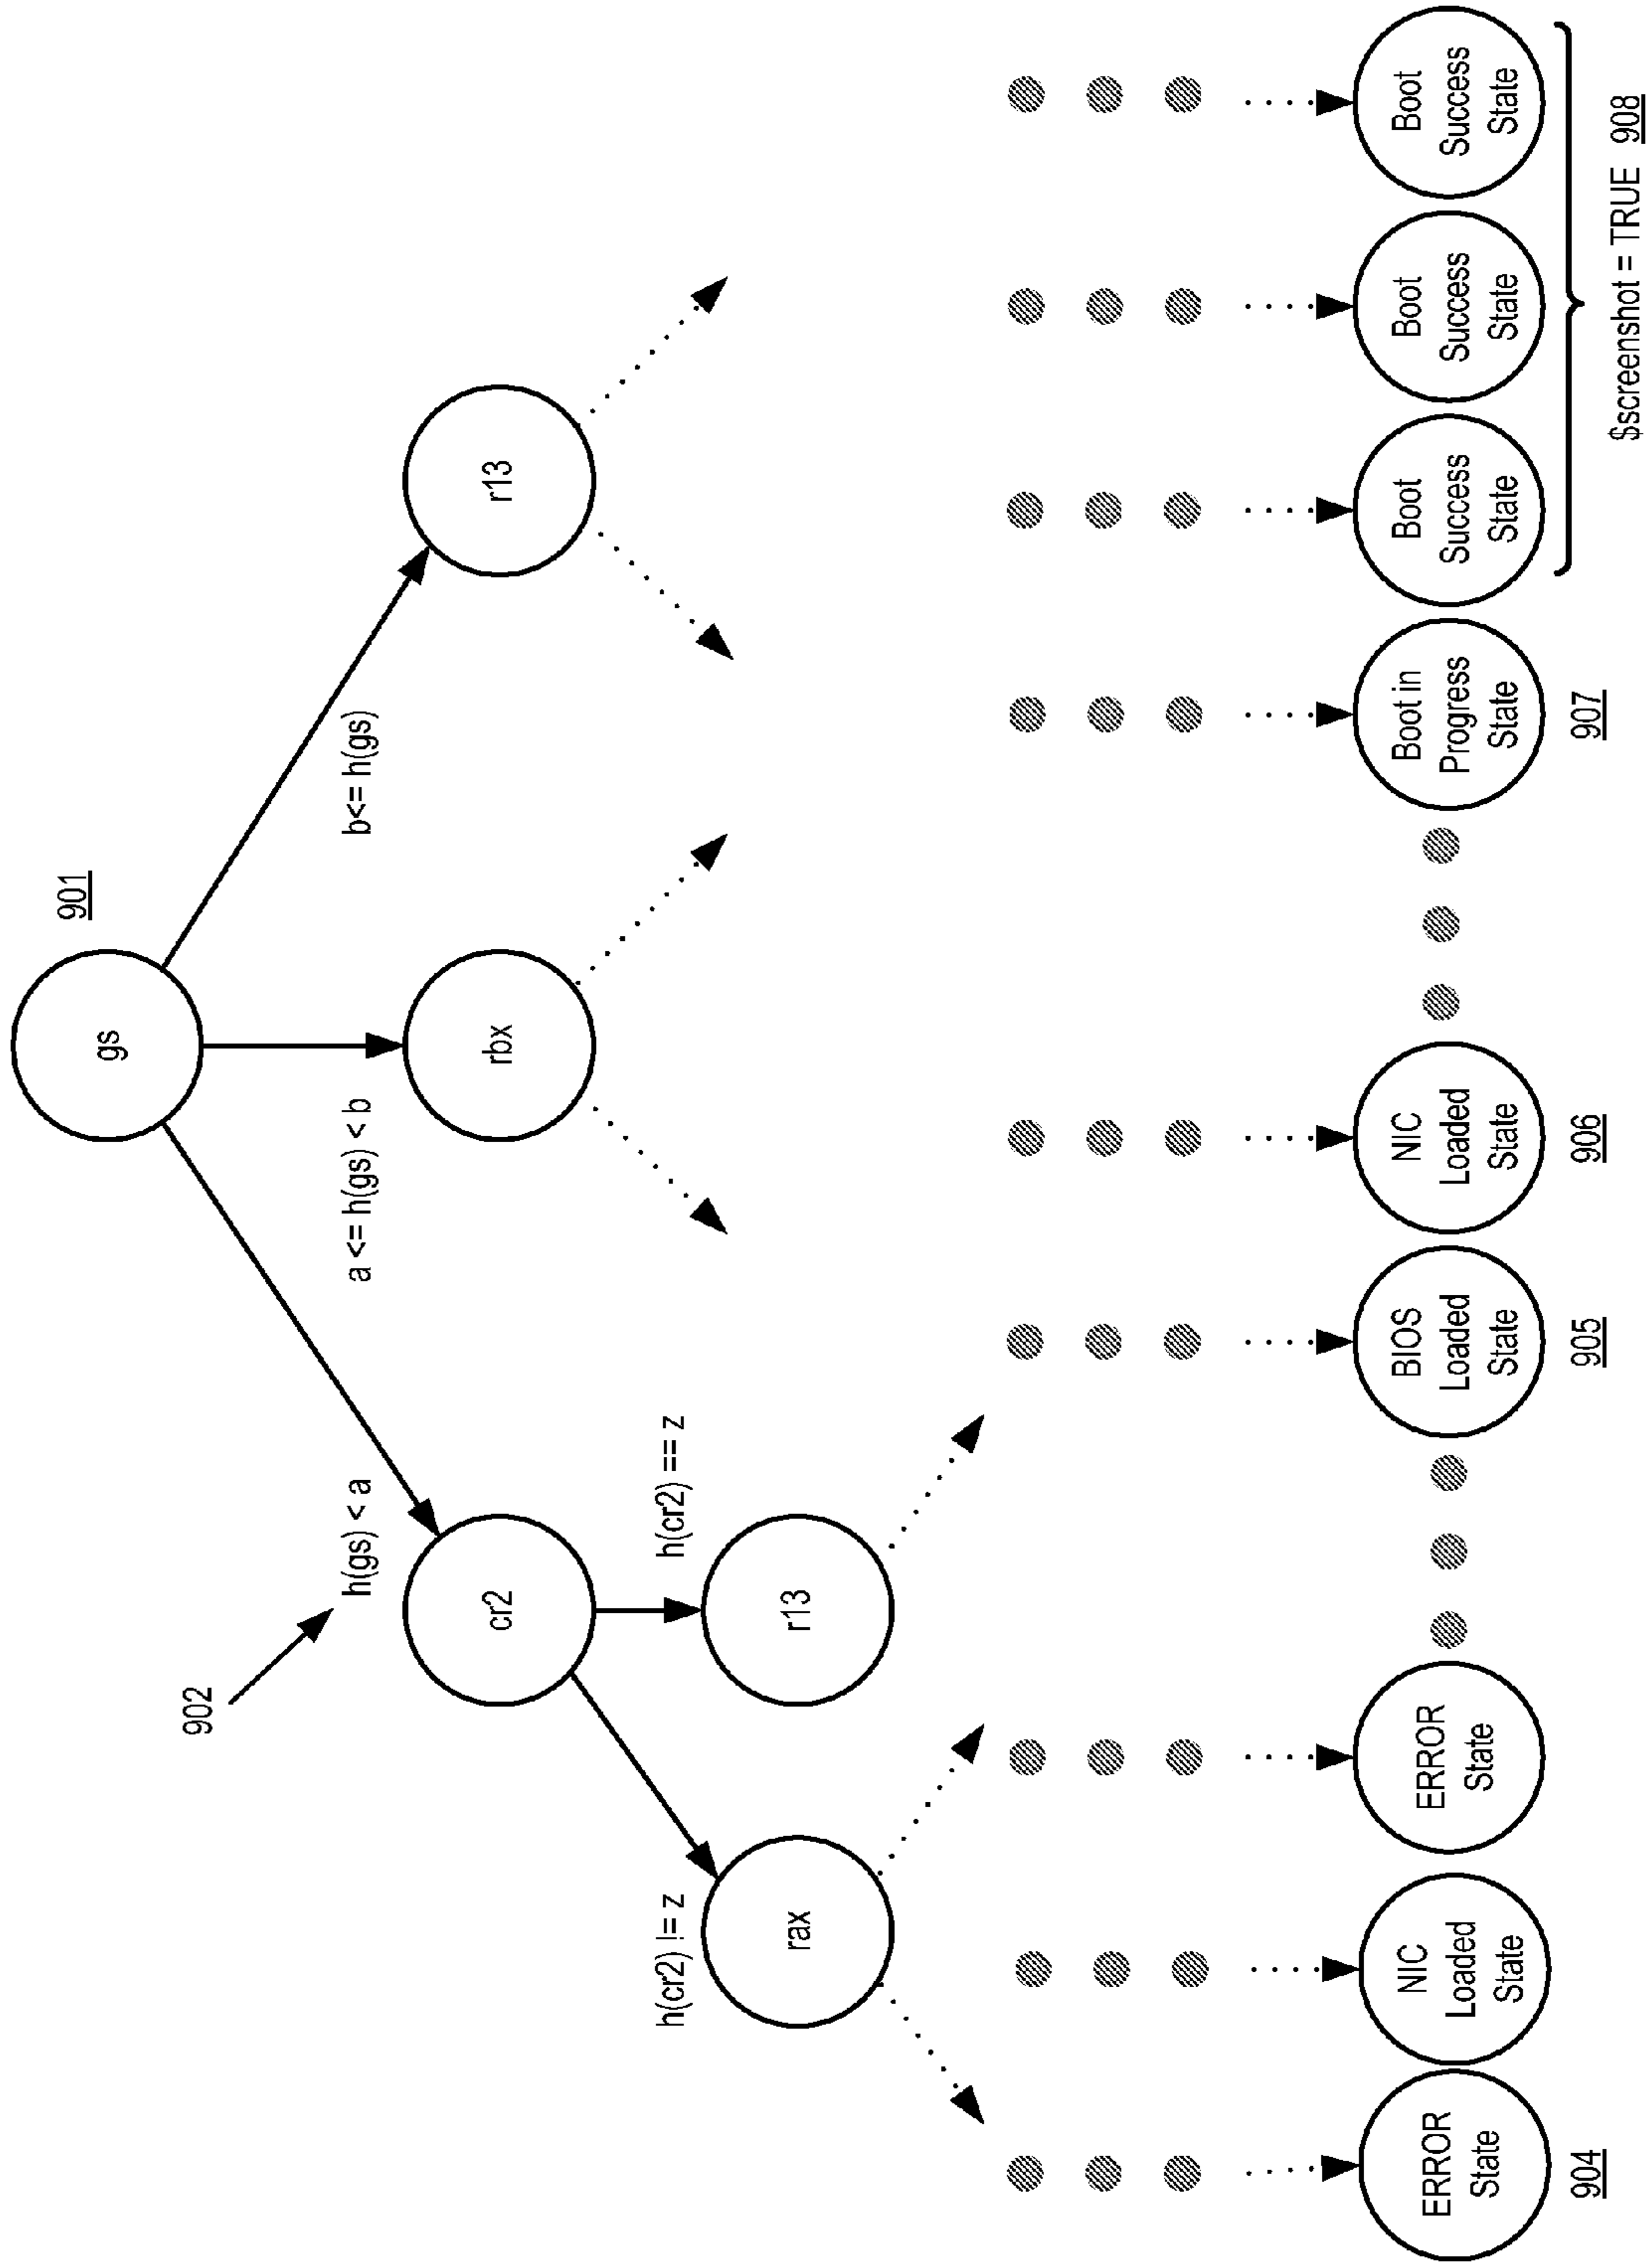 gs
901
902
h(gs) < a
a <= h(gs) < b
b<= h(gs)
cr2
rbx
r13
h(cr2) != z
h(cr2) == z
rax
r13
ERROR
State
NIC
Loaded
State
ERROR
State
BIOS
Loaded
State
NIC
Loaded
State
Boot in
Progress
State
Boot
Success
State
Boot
Success
State
Boot
Success
State
904
905
906
907
$screenshot = TRUE 908